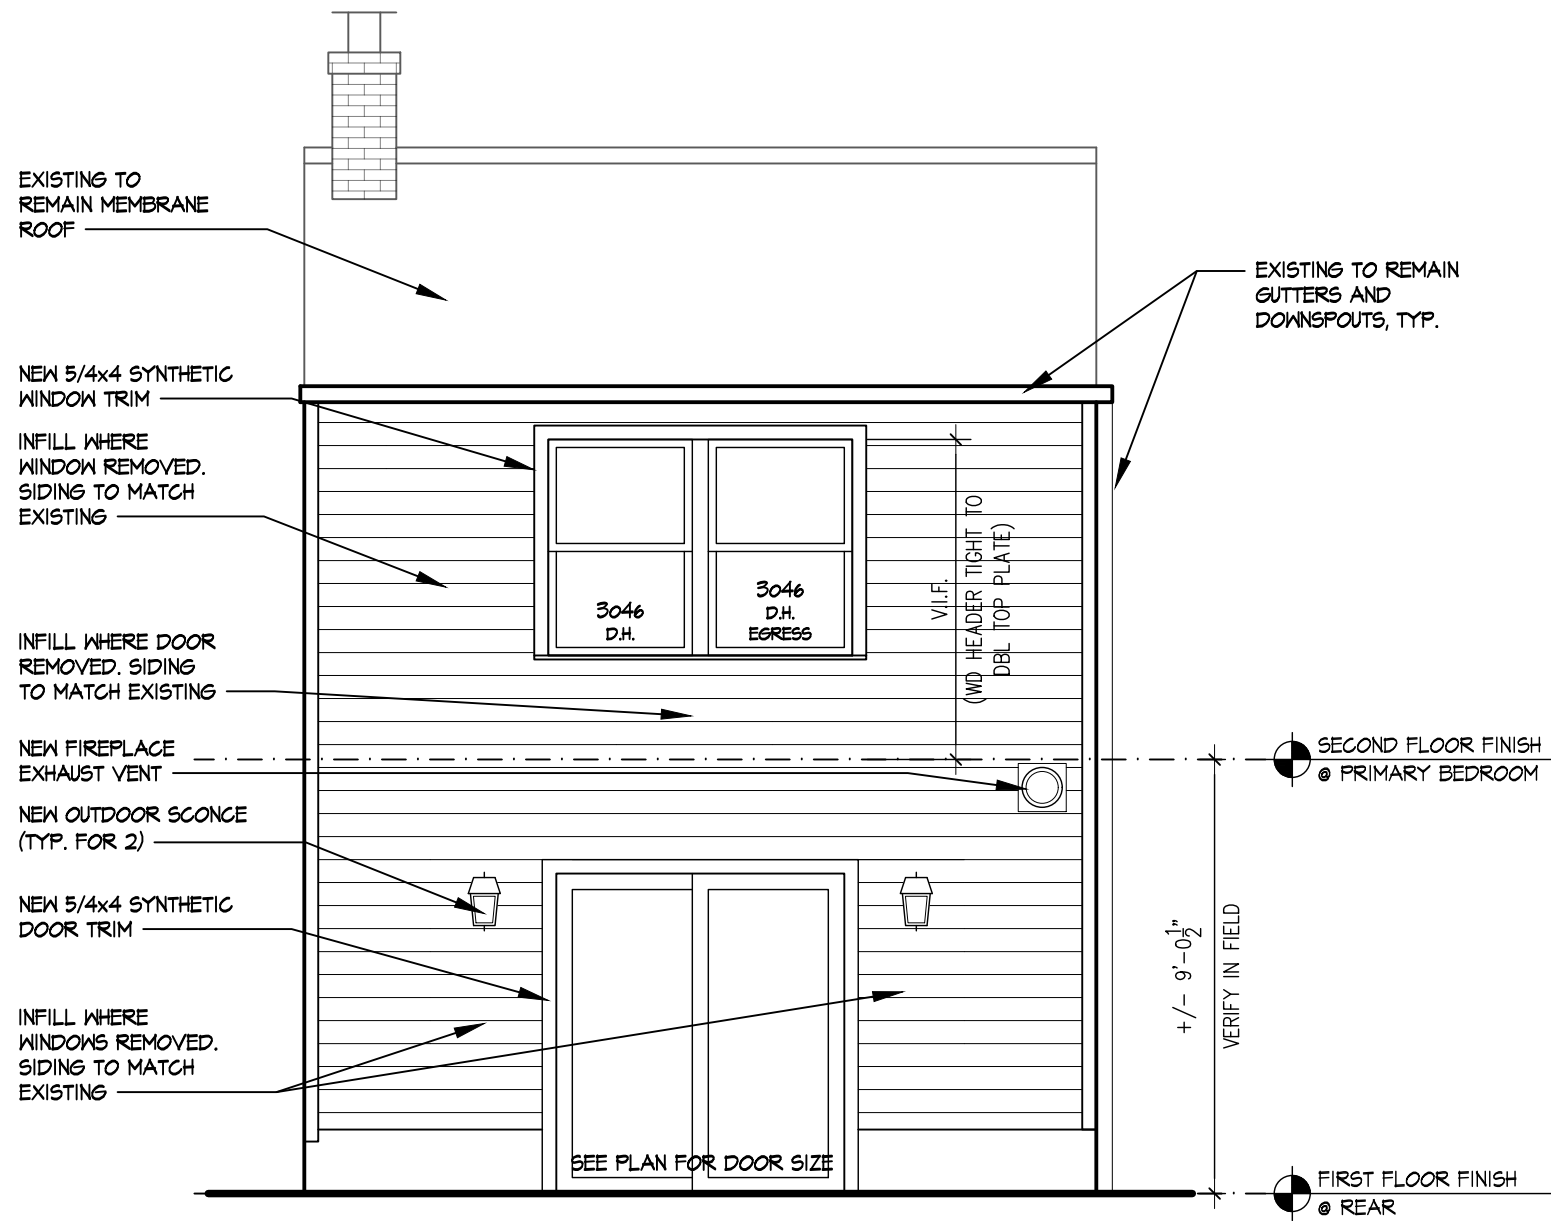 EXISTING TO
REMAIN MEMBRANE
ROOF
EXISTING TO REMAIN
GUTTERS AND
DOWNSPOUTS, TYP.
NEW 5/4x4 SYNTHETIC
WINDOW TRIM
INFILL WHERE
WINDOW REMOVED.
SIDING TO MATCH
EXISTING
3046
D.H.
3046
D.H.
EGRESS
V.I.F.
(WD HEADER TIGHT TO
DBL TOP PLATE)
INFILL WHERE DOOR
REMOVED. SIDING
TO MATCH EXISTING
NEW FIREPLACE
EXHAUST VENT
SECOND FLOOR FINISH
@ PRIMARY BEDROOM
NEW OUTDOOR SCONCE
(TYP. FOR 2)
NEW 5/4x4 SYNTHETIC
DOOR TRIM
+/- 9'-0 1/2"
VERIFY IN FIELD
INFILL WHERE
WINDOWS REMOVED.
SIDING TO MATCH
EXISTING
SEE PLAN FOR DOOR SIZE
FIRST FLOOR FINISH
@ REAR